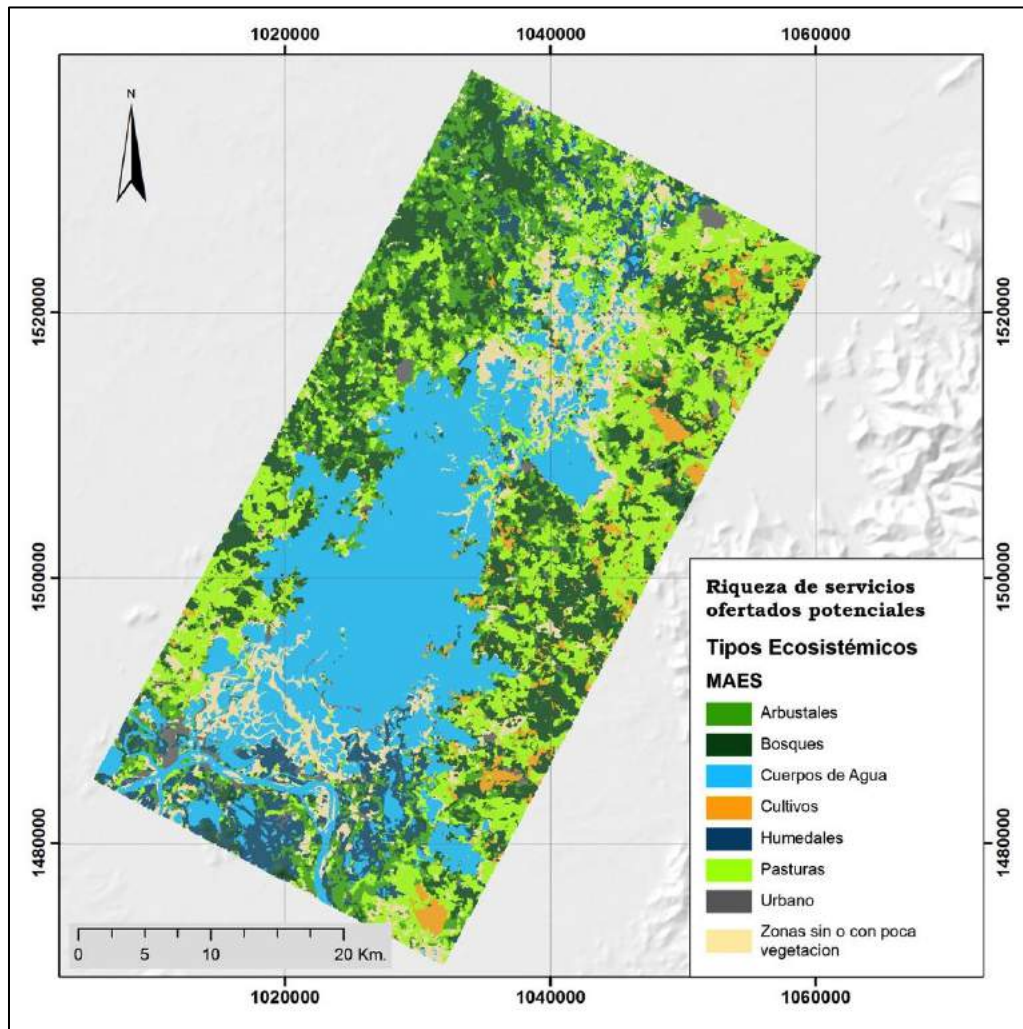 1020000 1040000 1060000
N
1520000 1520000
1500000 1500000
1480000 1480000
Riqueza de servicios
ofertados potenciales
Tipos Ecosistémicos
MAES
Arbustales
Bosques
Cuerpos de Agua
Cultivos
Humedales
Pasturas
Urbano
Zonas sin o con poca
vegetacion
0 5 10 20 Km.
1020000 1040000 1060000